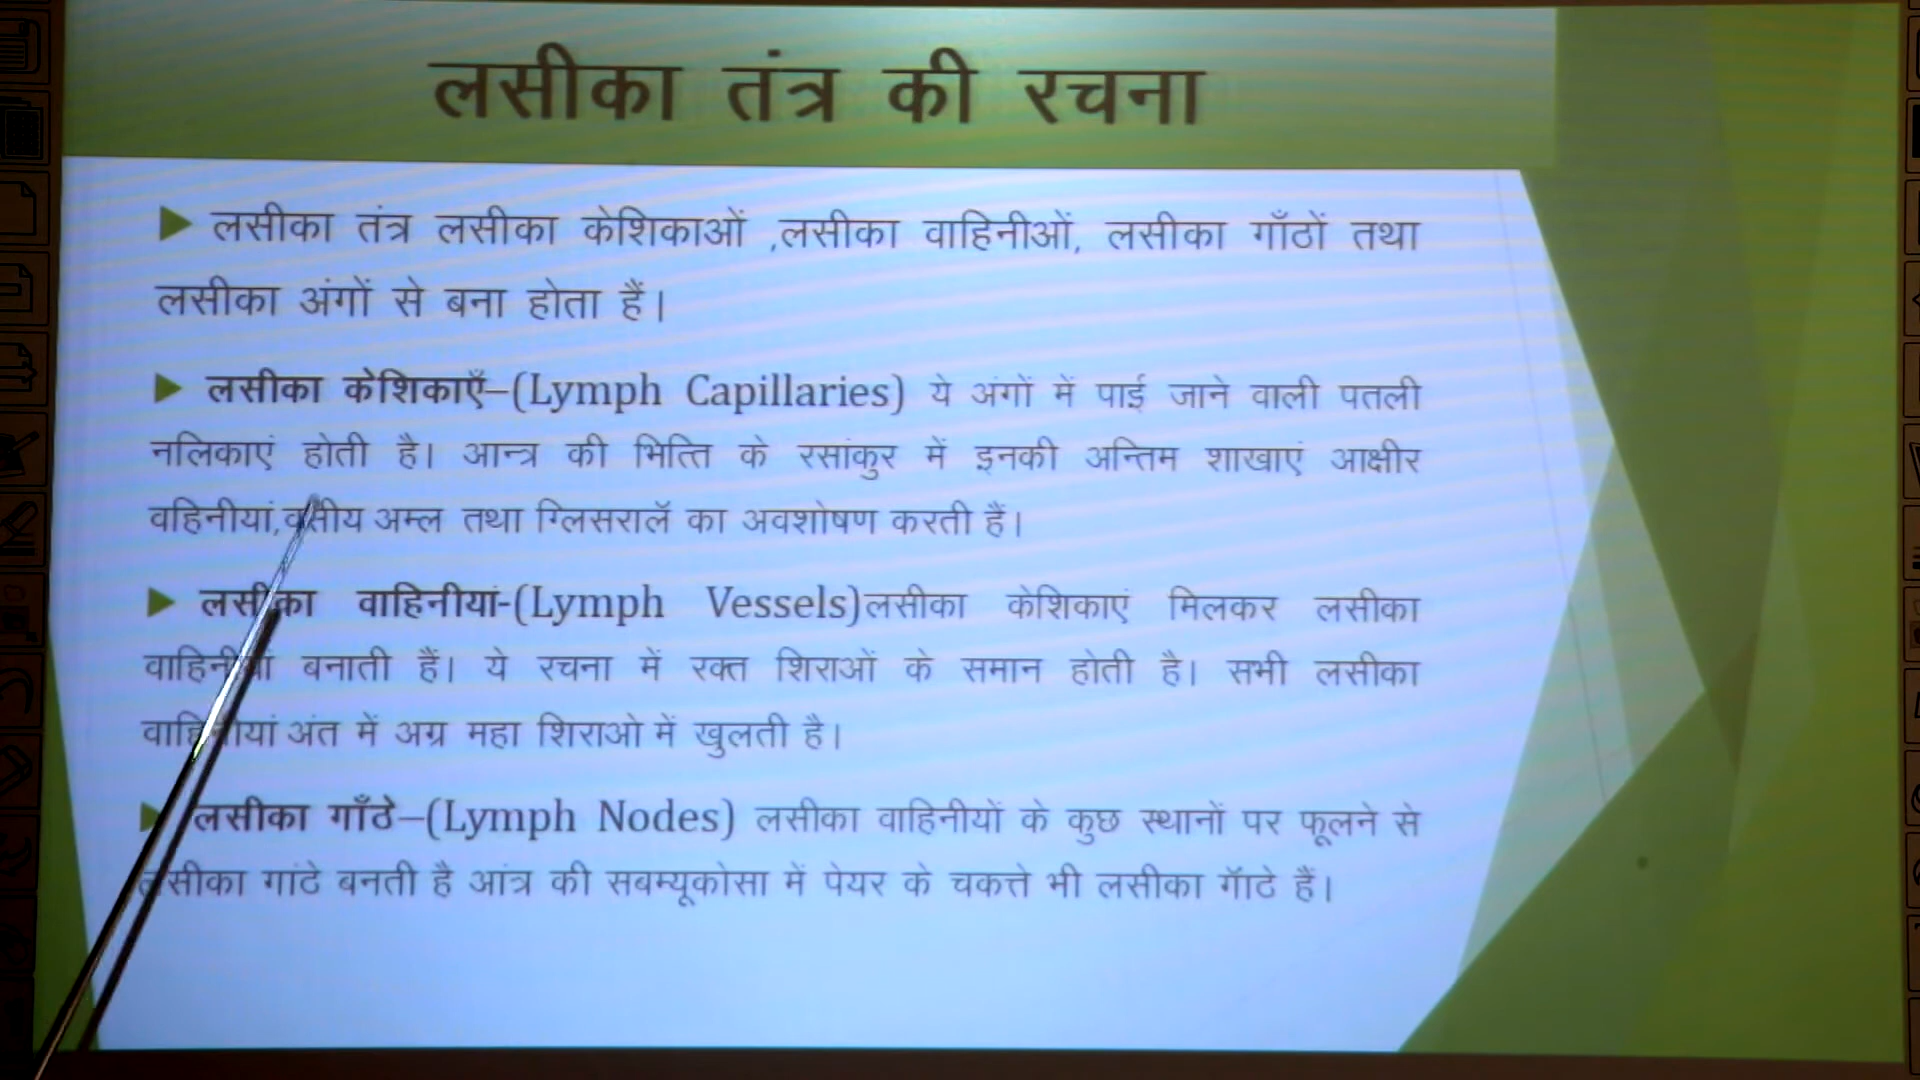 लसीका तंत्र की रचना
लसीका तंत्र लसीका केशिकाओं ,लसीका वाहिनीओं, लसीका गाँठों तथा
लसीका अंगों से बना होता हैं।
लसीका केशिकाएँ–(Lymph Capillaries) ये अंगों में पाई जाने वाली पतली
नलिकाएं होती है। आन्त्र की भित्ति के रसांकुर में इनकी अन्तिम शाखाएं आक्षीर
वहिनीयां, अम्ल तथा ग्लिसरालॅ का अवशोषण करती हैं।
लसीका वाहिनीयां-(Lymph Vessels)लसीका केशिकाएं मिलकर लसीका
वाहिनीयां बनाती हैं। ये रचना में रक्त शिराओं के समान होती है। सभी लसीका
वाहिनीयां अंत में अग्र महा शिराओ में खुलती है।
लसीका गाँठे–(Lymph Nodes) लसीका वाहिनीयों के कुछ स्थानों पर फूलने से
लसीका गांटे बनती है आंत्र की सबम्यूकोसा में पेयर के चकत्ते भी लसीका गॅाटे हैं।